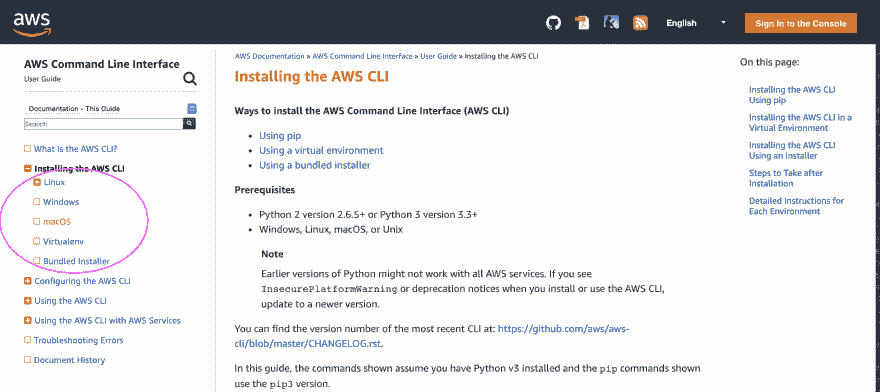 aws
English
Sign In to the Console
AWS Command Line Interface
User Guide
Documentation - This Guide
Search
What Is the AWS CLI?
Installing the AWS CLI
Linux
Windows
macOS
Virtualenv
Bundled Installer
Configuring the AWS CLI
Using the AWS CLI
Using the AWS CLI with AWS Services
Troubleshooting Errors
Document History
AWS Documentation » AWS Command Line Interface » User Guide » Installing the AWS CLI
Installing the AWS CLI
Ways to install the AWS Command Line Interface (AWS CLI)
• Using pip
• Using a virtual environment
• Using a bundled installer
Prerequisites
• Python 2 version 2.6.5+ or Python 3 version 3.3+
• Windows, Linux, macOS, or Unix
Note
Earlier versions of Python might not work with all AWS services. If you see
InsecurePlatformWarning or deprecation notices when you install or use the AWS CLI,
update to a newer version.
You can find the version number of the most recent CLI at: https://github.com/aws/aws-
cli/blob/master/CHANGELOG.rst.
In this guide, the commands shown assume you have Python v3 installed and the pip commands shown
use the pip3 version.
On this page:
Installing the AWS CLI
Using pip
Installing the AWS CLI in a
Virtual Environment
Installing the AWS CLI
Using an Installer
Steps to Take after
Installation
Detailed Instructions for
Each Environment